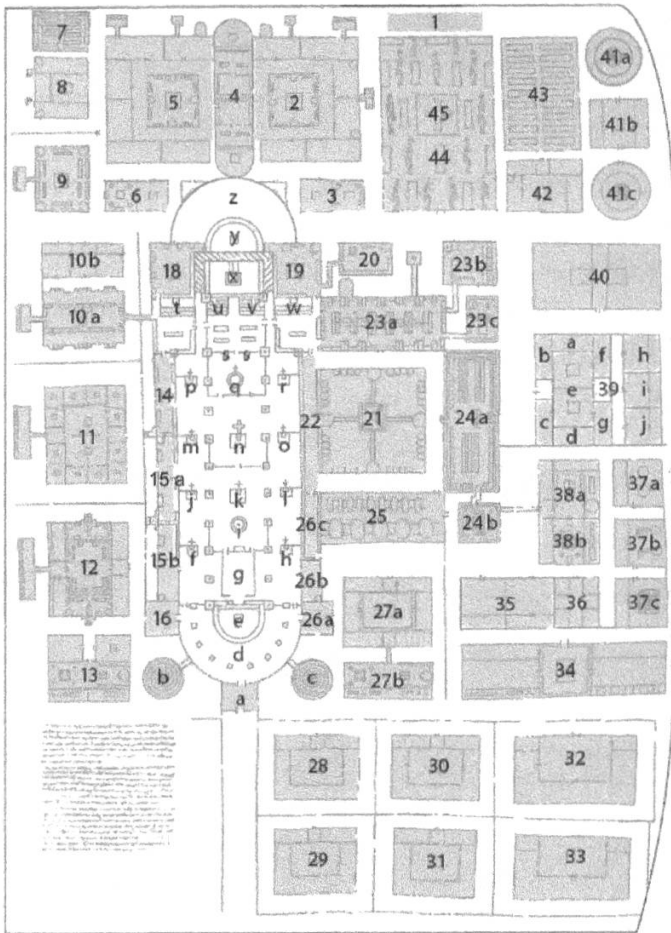 1
7
41a
8
5
4
2
45
43
41b
44
9
6
z
3
42
41c
y
10b
18
x
19
20
23b
40
10a
t
u
v
w
23a
23c
s
s
a
b
f
h
14
p
q
r
22
21
24a
e
39
i
c
d
g
j
11
m
n
o
15a
j
k
l
26c
25
24b
38a
37a
i
38b
37b
12
15b
f
g
h
26b
27a
35
36
37c
16
e
26a
d
34
13
b
c
27b
a
28
30
32
29
31
33